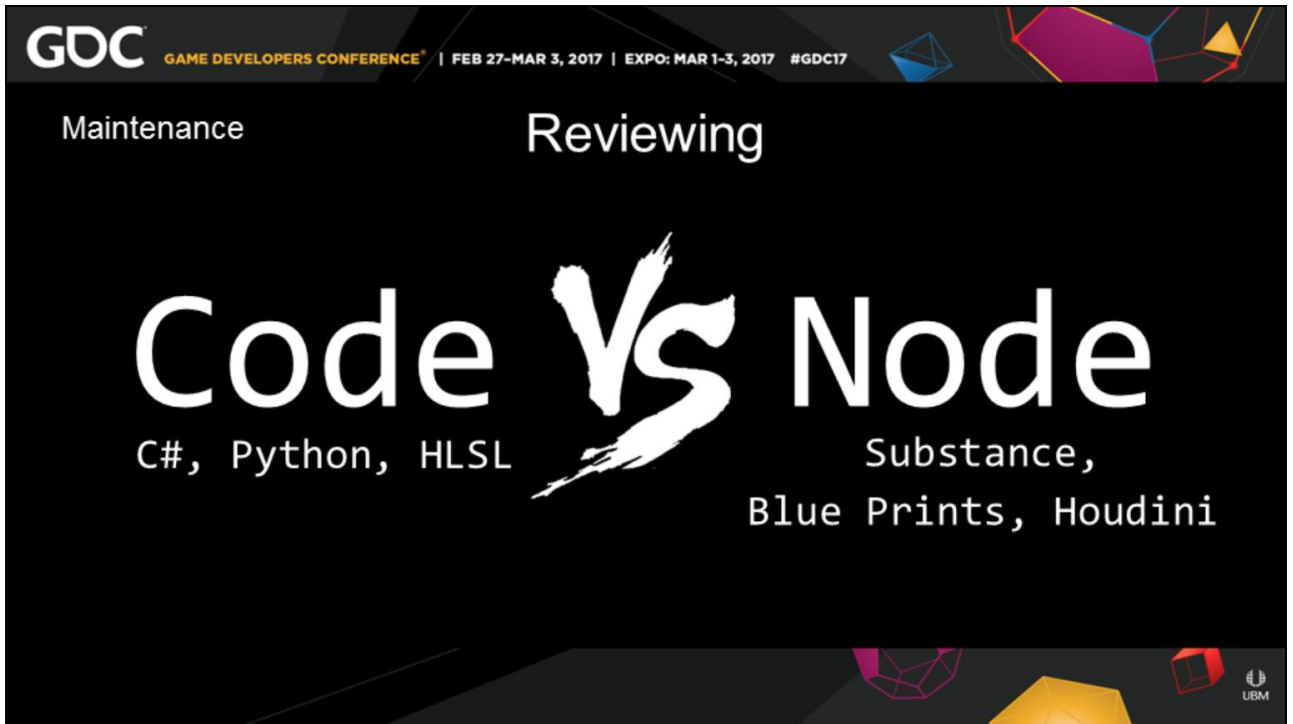 GDC GAME DEVELOPERS CONFERENCE® | FEB 27-MAR 3, 2017 | EXPO: MAR 1-3, 2017 #GDC17
Maintenance
Reviewing
Code VS Node
C#, Python, HLSL
Substance,
Blue Prints, Houdini
UBM